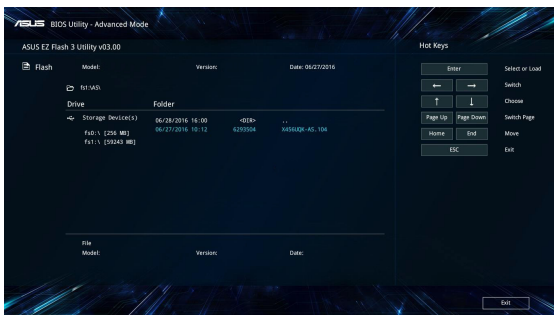 ASUS BIOS Utility - Advanced Mode
ASUS EZ Flash 3 Utility v03.00
Hot Keys
Flash Model: Version: Date: 06/27/2016
Enter Select or Load
fs1:\AS\
← → Switch
Drive Folder
↑ ↓ Choose
Storage Device(s) 06/28/2016 16:00 <DIR> ..
Page Up Page Down Switch Page
fs0:\ [256 MB] 06/27/2016 10:12 6293504 X456UQK-AS.104
fs1:\ [59243 MB]
Home End Move
ESC Exit
File
Model: Version: Date:
Exit